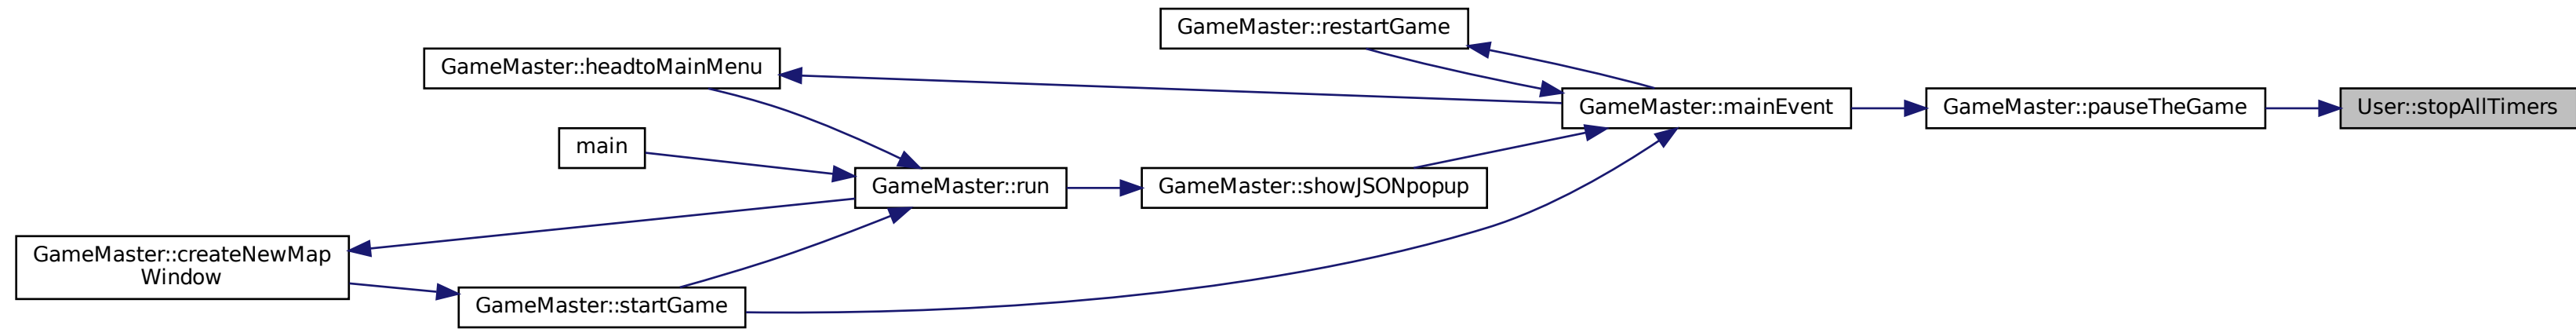 GameMaster::restartGame
GameMaster::headtoMainMenu
GameMaster::mainEvent
GameMaster::pauseTheGame
User::stopAllTimers
main
GameMaster::run
GameMaster::showJSONpopup
GameMaster::createNewMap
Window
GameMaster::startGame